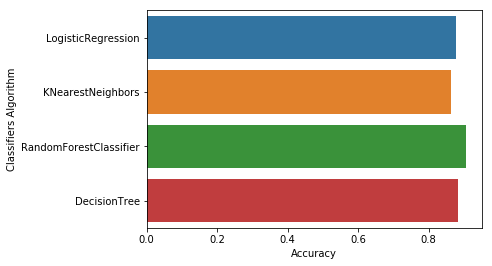 Classifiers Algorithm
LogisticRegression
KNearestNeighbors
RandomForestClassifier
DecisionTree
0.0 0.2 0.4 0.6 0.8
Accuracy